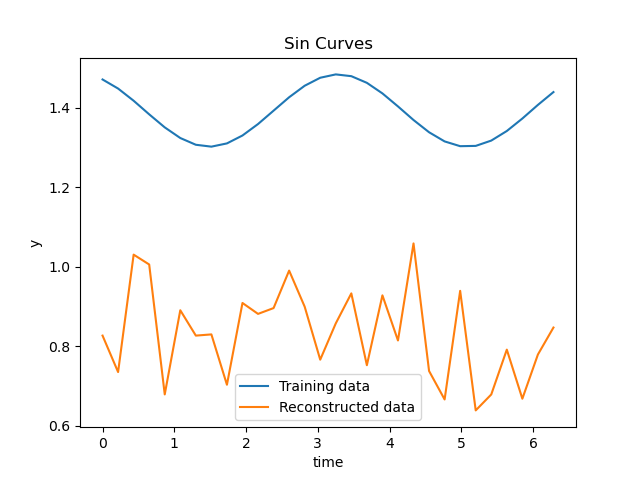 Sin Curves
y
1.4
1.2
1.0
0.8
0.6
Training data
Reconstructed data
0 1 2 3 4 5 6
time